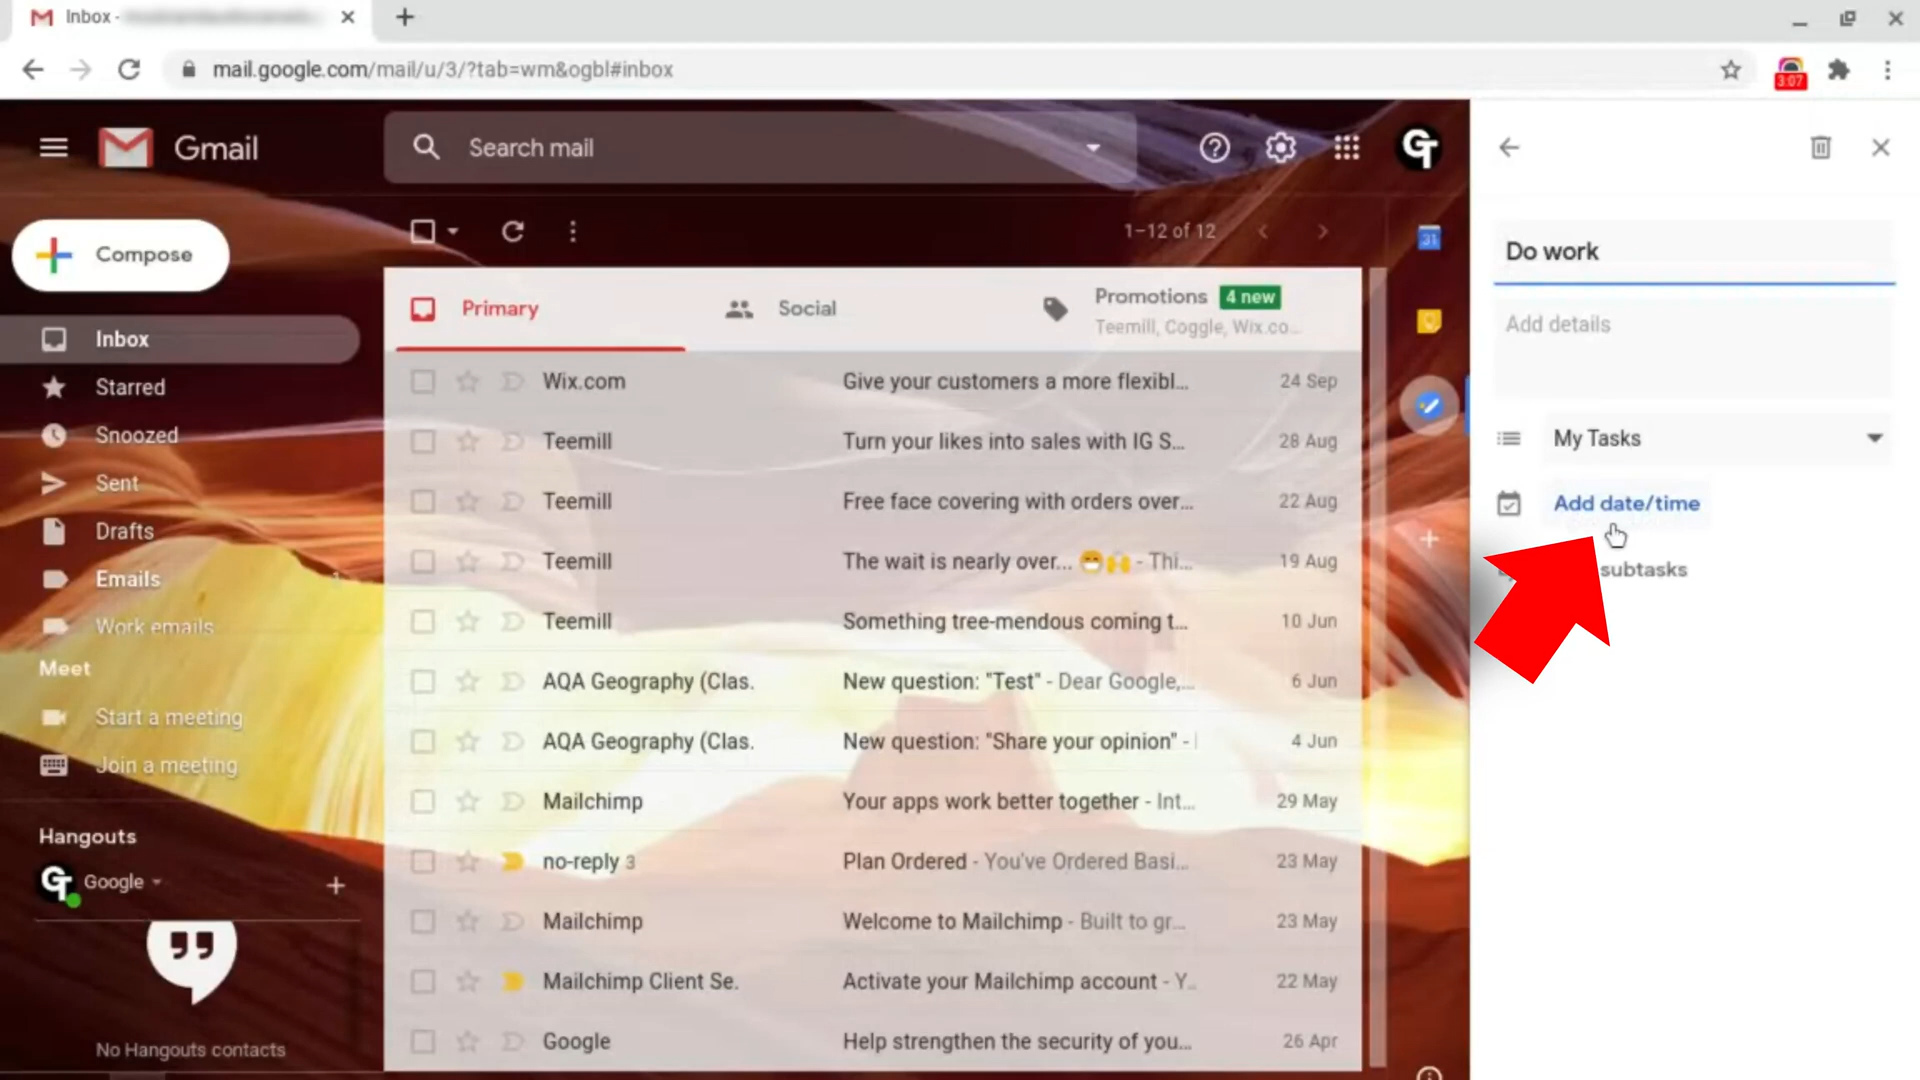 Inbox -
mail.google.com/mail/u/3/?tab=wm&ogbl#inbox
3:07
Gmail
Search mail
GT
Compose
1–12 of 12
31
Inbox
Starred
Snoozed
Sent
Drafts
Emails
Work emails
Meet
Start a meeting
Join a meeting
Hangouts
GT Google
No Hangouts contacts
Primary
Social
Promotions 4 new
Teemill, Coggle, Wix.co...
Wix.com Give your customers a more flexibl... 24 Sep
Teemill Turn your likes into sales with IG S... 28 Aug
Teemill Free face covering with orders over... 22 Aug
Teemill The wait is nearly over... 😁🙌 - Thi... 19 Aug
Teemill Something tree-mendous coming t... 10 Jun
AQA Geography (Clas. New question: "Test" - Dear Google,... 6 Jun
AQA Geography (Clas. New question: "Share your opinion" - 4 Jun
Mailchimp Your apps work better together - Int... 29 May
no-reply 3 Plan Ordered - You've Ordered Basi... 23 May
Mailchimp Welcome to Mailchimp - Built to gr... 23 May
Mailchimp Client Se. Activate your Mailchimp account - Y.. 22 May
Google Help strengthen the security of you... 26 Apr
Do work
Add details
My Tasks
Add date/time
subtasks